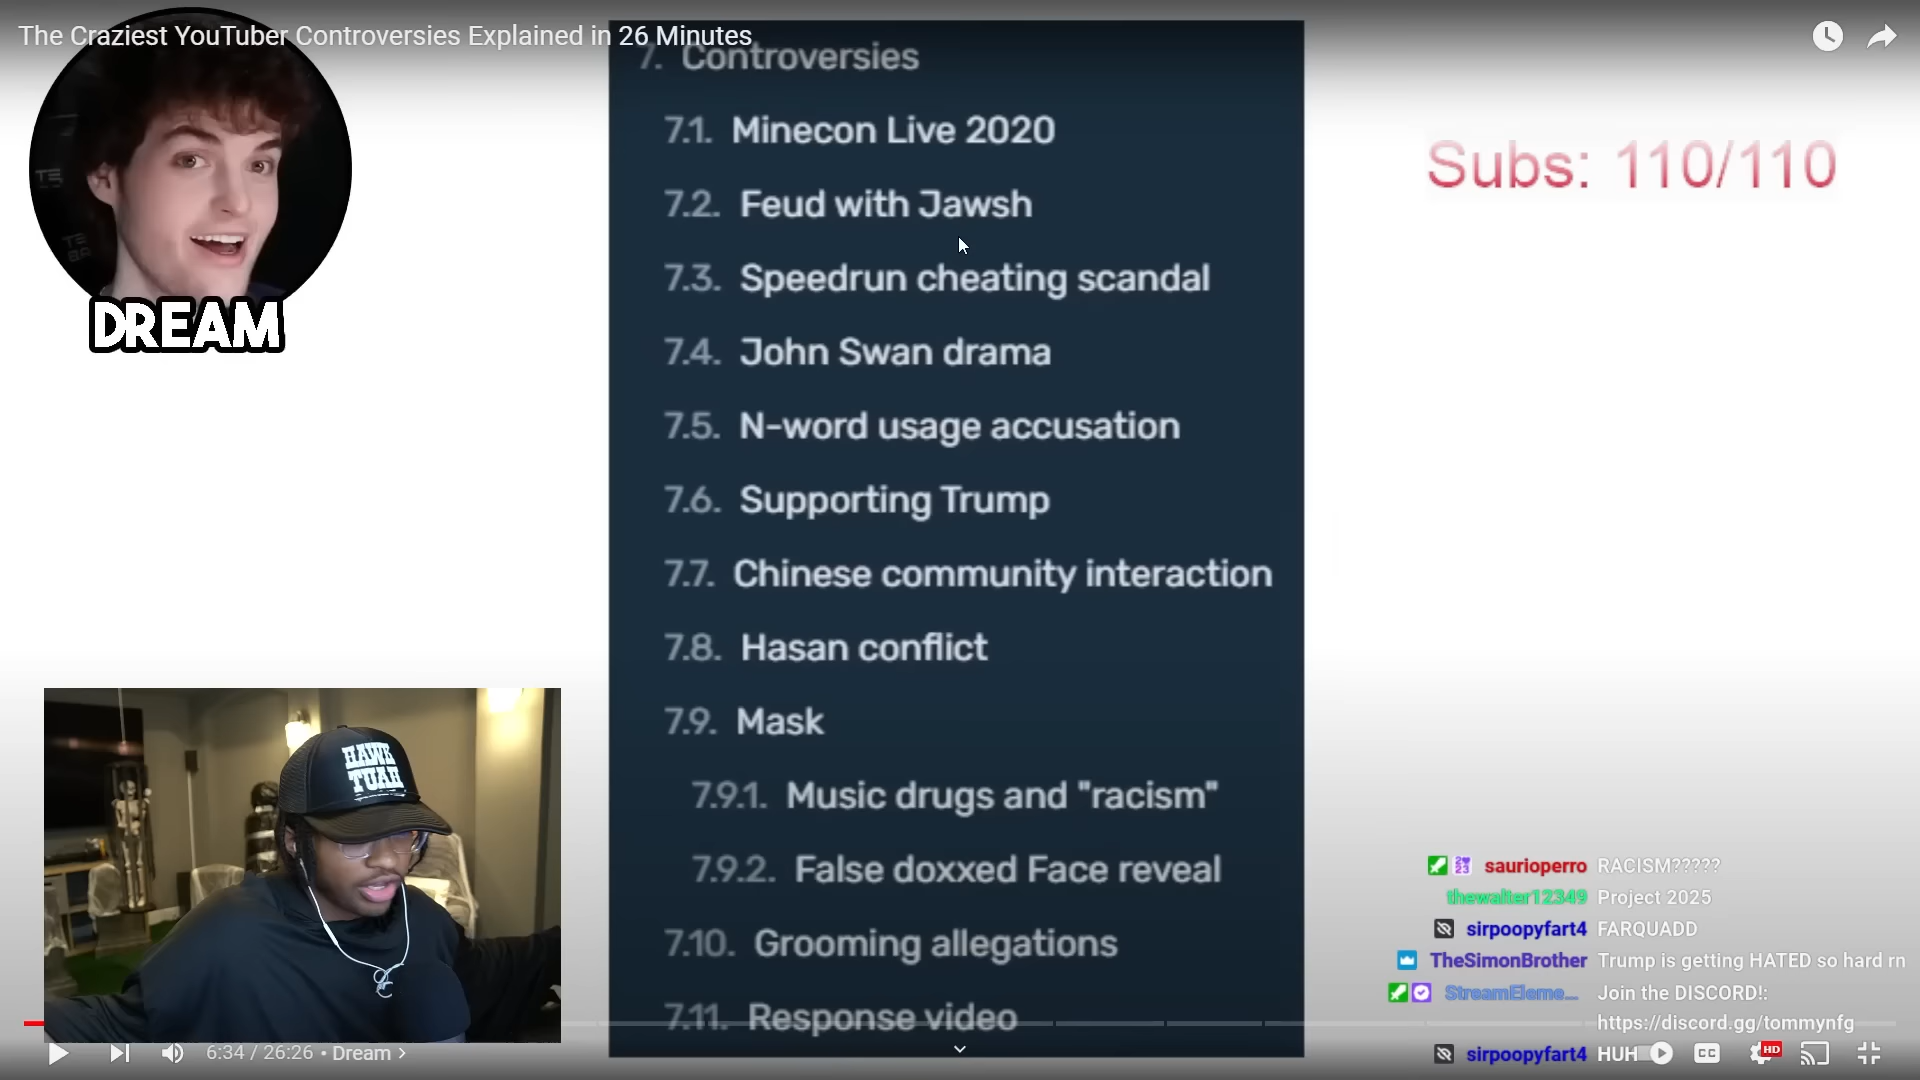 The Craziest YouTuber Controversies Explained in 26 Minutes
7. Controversies
7.1. Minecon Live 2020
7.2. Feud with Jawsh
7.3. Speedrun cheating scandal
7.4. John Swan drama
7.5. N-word usage accusation
7.6. Supporting Trump
7.7. Chinese community interaction
7.8. Hasan conflict
7.9. Mask
7.9.1. Music drugs and "racism"
7.9.2. False doxxed Face reveal
7.10. Grooming allegations
7.11. Response video
DREAM
Subs: 110/110
HAWK
TUAH
saurioperro RACISM?????
thewalter12349 Project 2025
sirpoopyfart4 FARQUADD
TheSimonBrother Trump is getting HATED so hard rn
StreamEleme... Join the DISCORD!:
https://discord.gg/tommynfg
sirpoopyfart4 HUH
6:34 / 26:26 • Dream
CC
HD